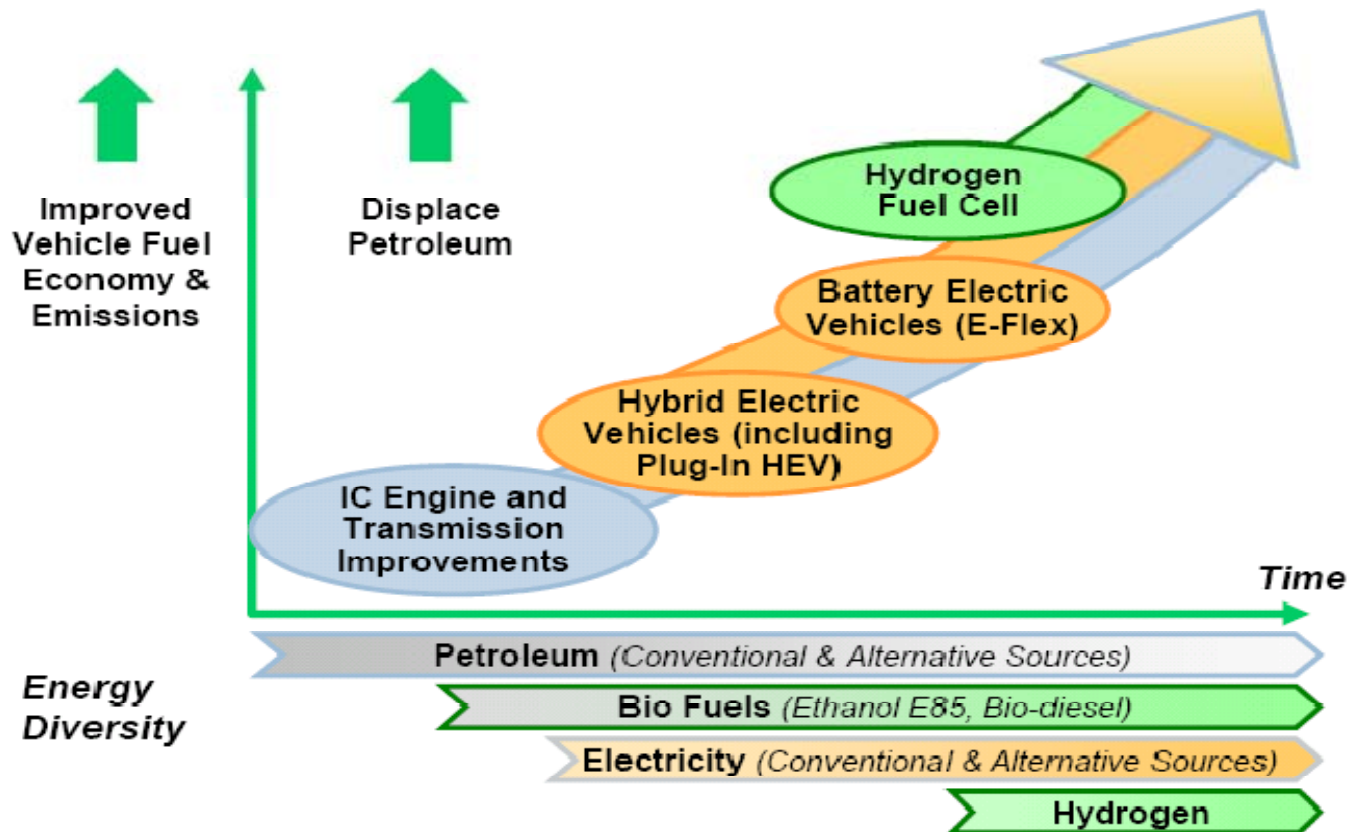 Improved
Vehicle Fuel
Economy &
Emissions
Displace
Petroleum
Hydrogen
Fuel Cell
Battery Electric
Vehicles (E-Flex)
Hybrid Electric
Vehicles (including
Plug-In HEV)
IC Engine and
Transmission
Improvements
Time
Energy
Diversity
Petroleum (Conventional & Alternative Sources)
Bio Fuels (Ethanol E85, Bio-diesel)
Electricity (Conventional & Alternative Sources)
Hydrogen